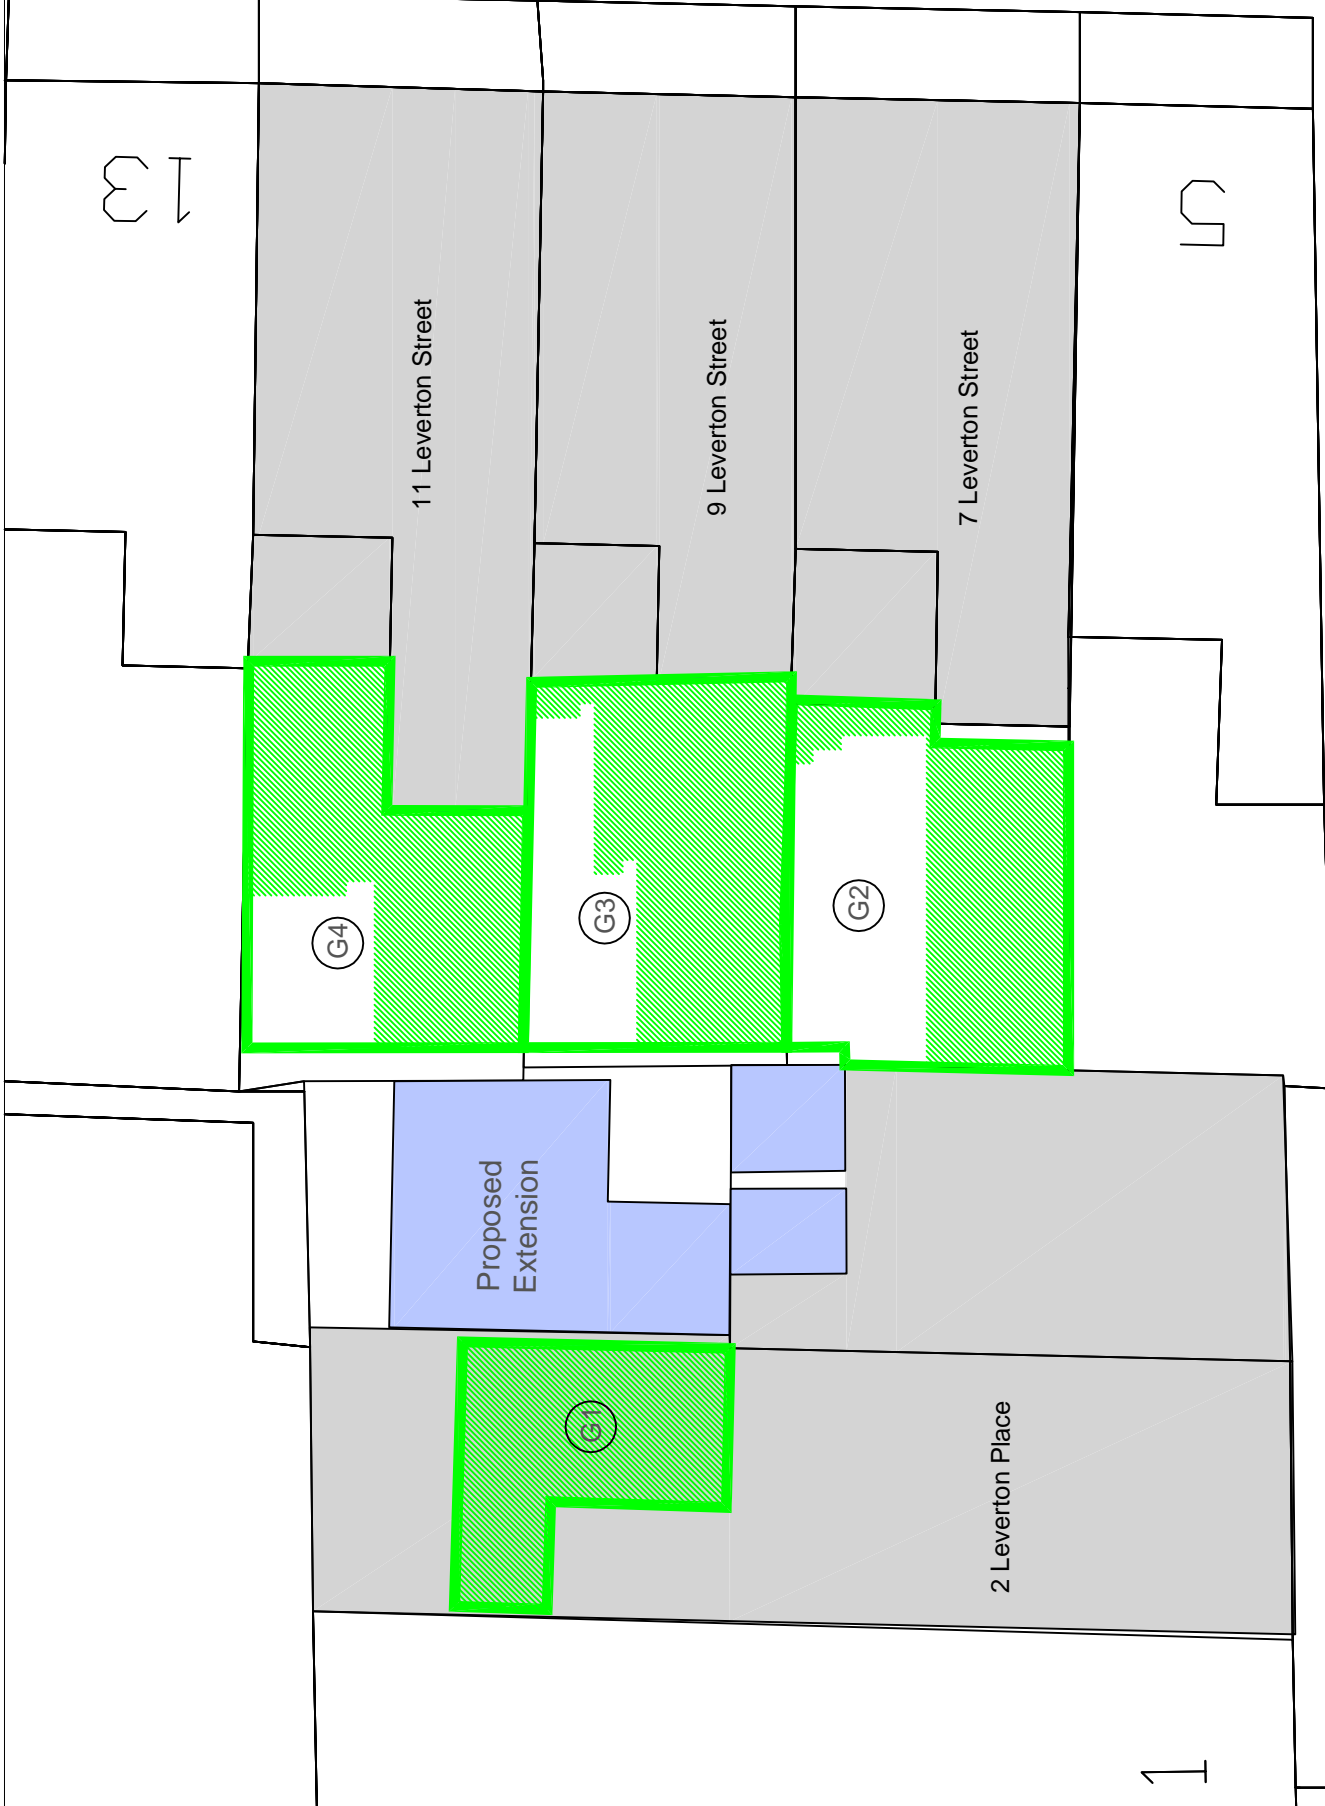 13
5
11 Leverton Street
9 Leverton Street
7 Leverton Street
G4
G3
G2
Proposed
Extension
G1
2 Leverton Place
1